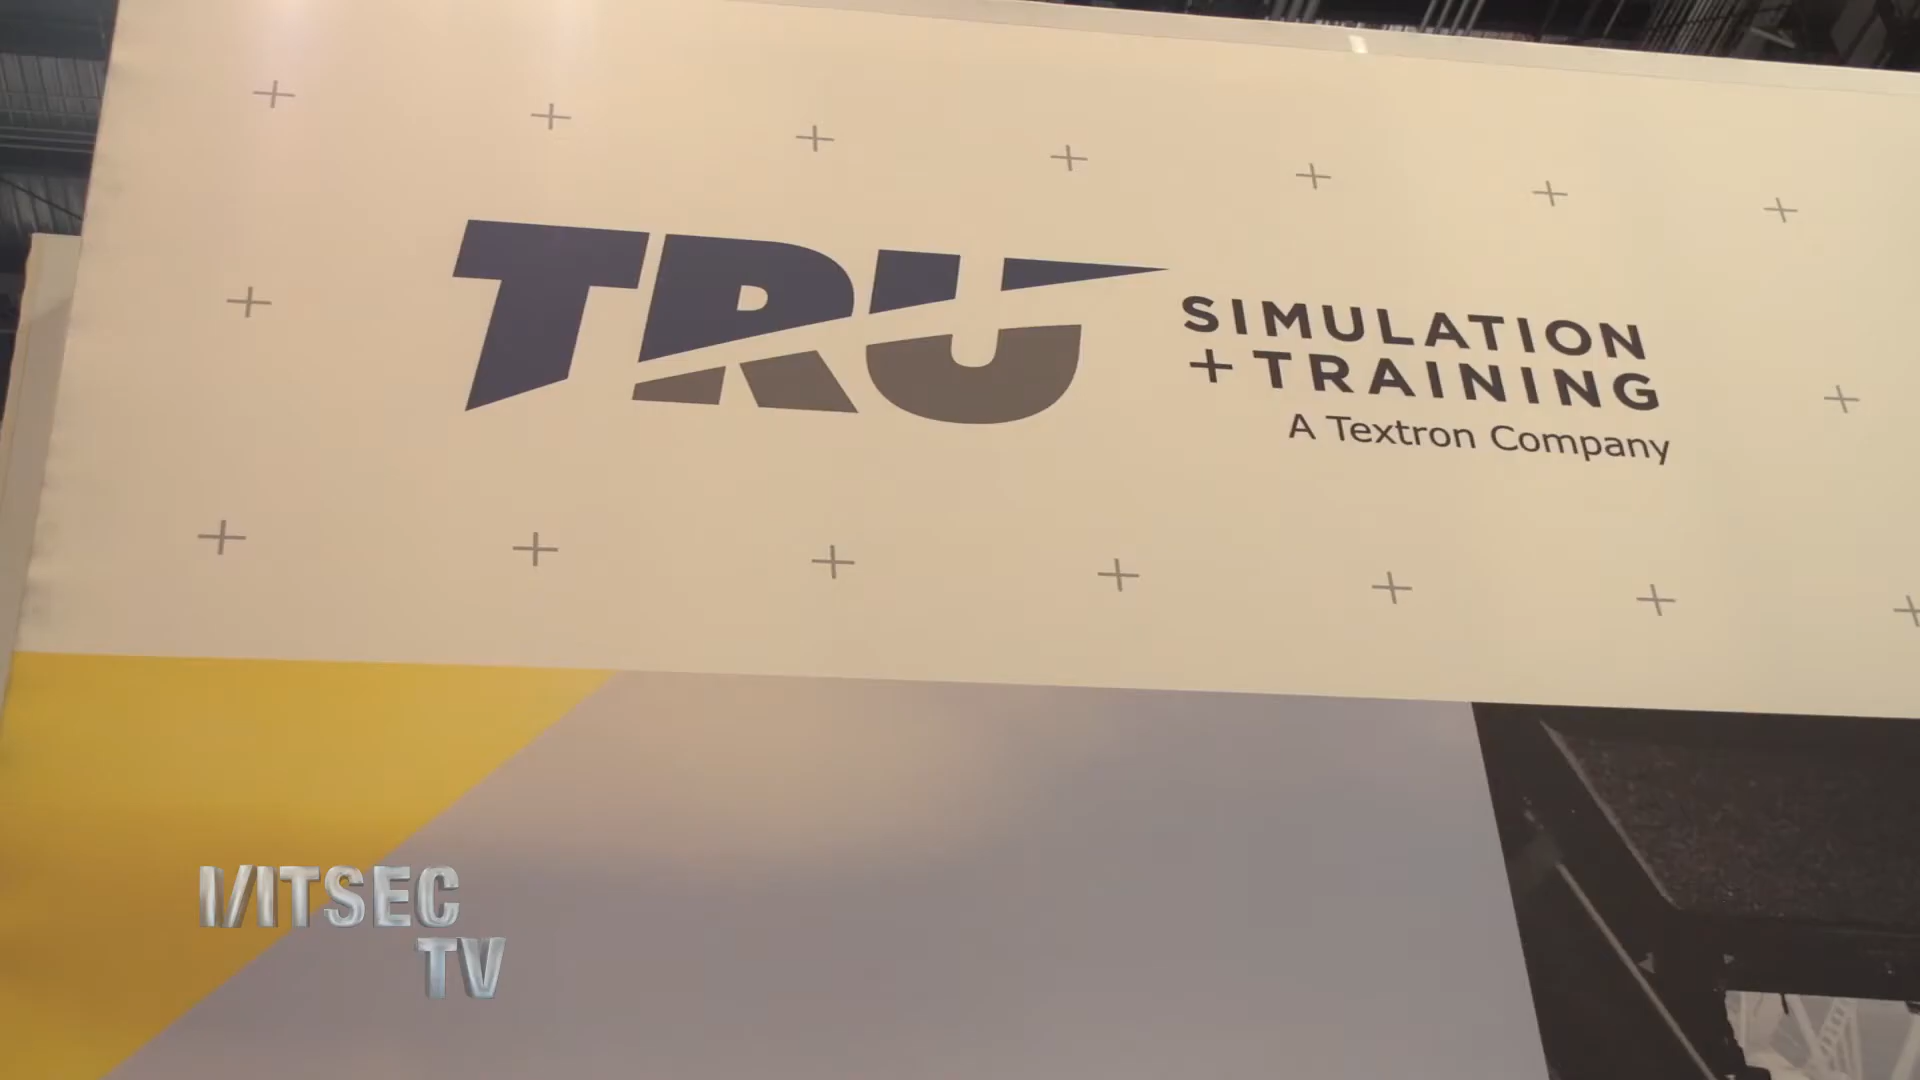 TRU
SIMULATION
+TRAINING
A Textron Company
I/ITSEC
TV